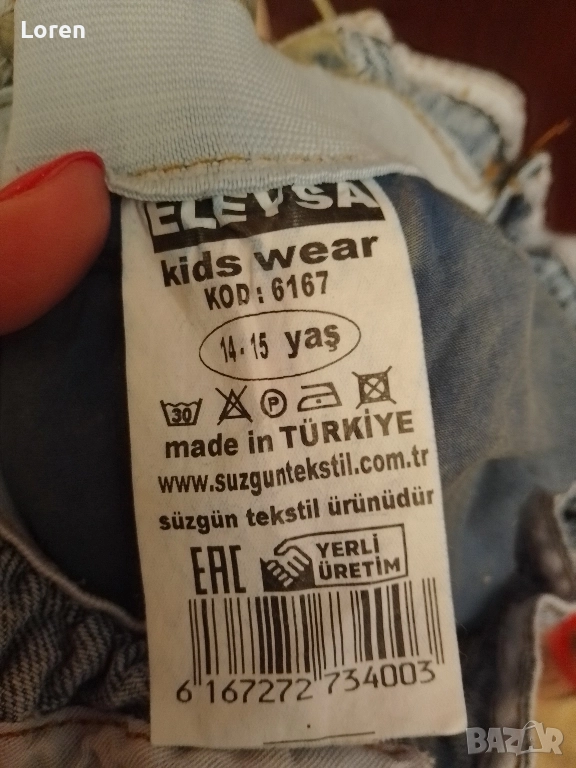 Loren
ELEYSA
kids wear
KOD : 6167
14 - 15 yaş
30 P
made in TÜRKİYE
www.suzguntekstil.com.tr
süzgün tekstil ürünüdür
EAC YERLİ
ÜRETİM
6 167272 734003
BAZAR